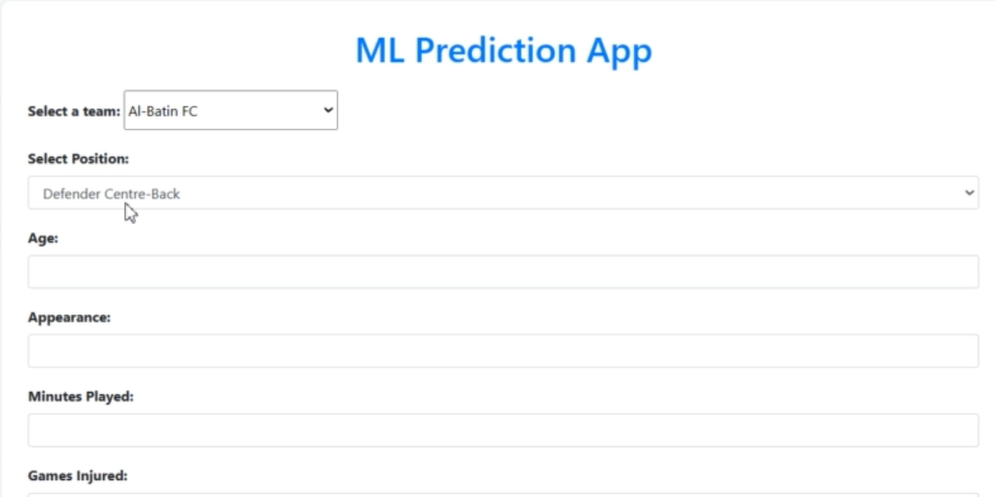 ML Prediction App
Select a team: Al-Batin FC
Select Position:
Defender Centre-Back
Age:
Appearance:
Minutes Played:
Games Injured: